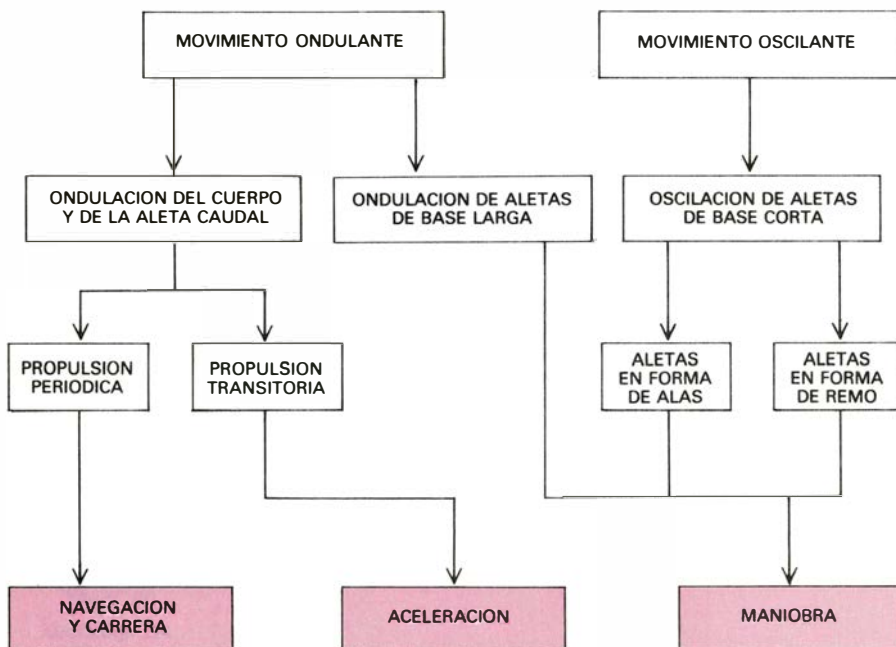 MOVIMIENTO ONDULANTE
MOVIMIENTO OSCILANTE
ONDULACION DEL CUERPO
Y DE LA ALETA CAUDAL
ONDULACION DE ALETAS
DE BASE LARGA
OSCILACION DE ALETAS
DE BASE CORTA
PROPULSION
PERIODICA
PROPULSION
TRANSITORIA
ALETAS
EN FORMA
DE ALAS
ALETAS
EN FORMA
DE REMO
NAVEGACION
Y CARRERA
ACELERACION
MANIOBRA